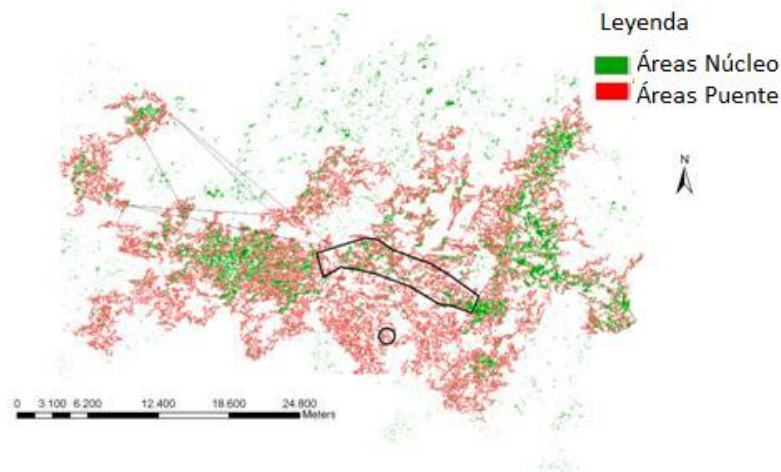 Leyenda
Áreas Núcleo
Áreas Puente
N
0 3.100 6.200 12.400 18.600 24.800
Meters